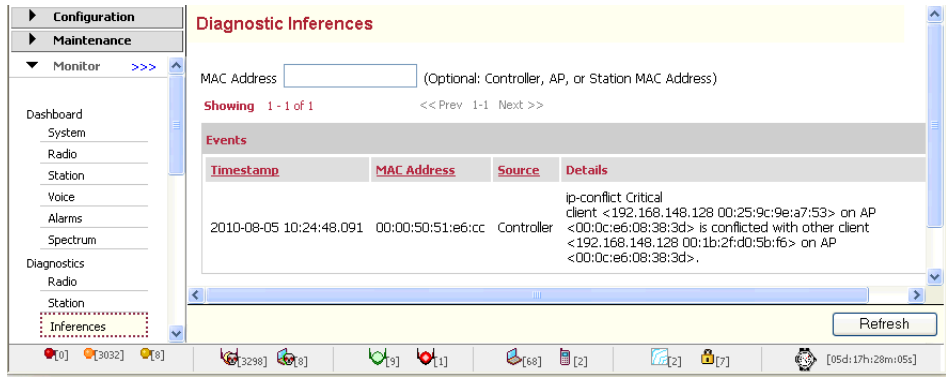 Configuration
Maintenance
Monitor >>>
Dashboard
System
Radio
Station
Voice
Alarms
Spectrum
Diagnostics
Radio
Station
Inferences
Diagnostic Inferences
MAC Address (Optional: Controller, AP, or Station MAC Address)
Showing 1 - 1 of 1 << Prev 1-1 Next >>
Events
Timestamp MAC Address Source Details
2010-08-05 10:24:48.091 00:00:50:51:e6:cc Controller
ip-conflict Critical
client <192.168.148.128 00:25:9c:9e:a7:53> on AP
<00:0c:e6:08:38:3d> is conflicted with other client
<192.168.148.128 00:1b:2f:d0:5b:f6> on AP
<00:0c:e6:08:38:3d>.
Refresh
[0] [3032] [8] [3298] [8] [9] [1] [68] [2] [2] [7] [05d:17h:28m:05s]